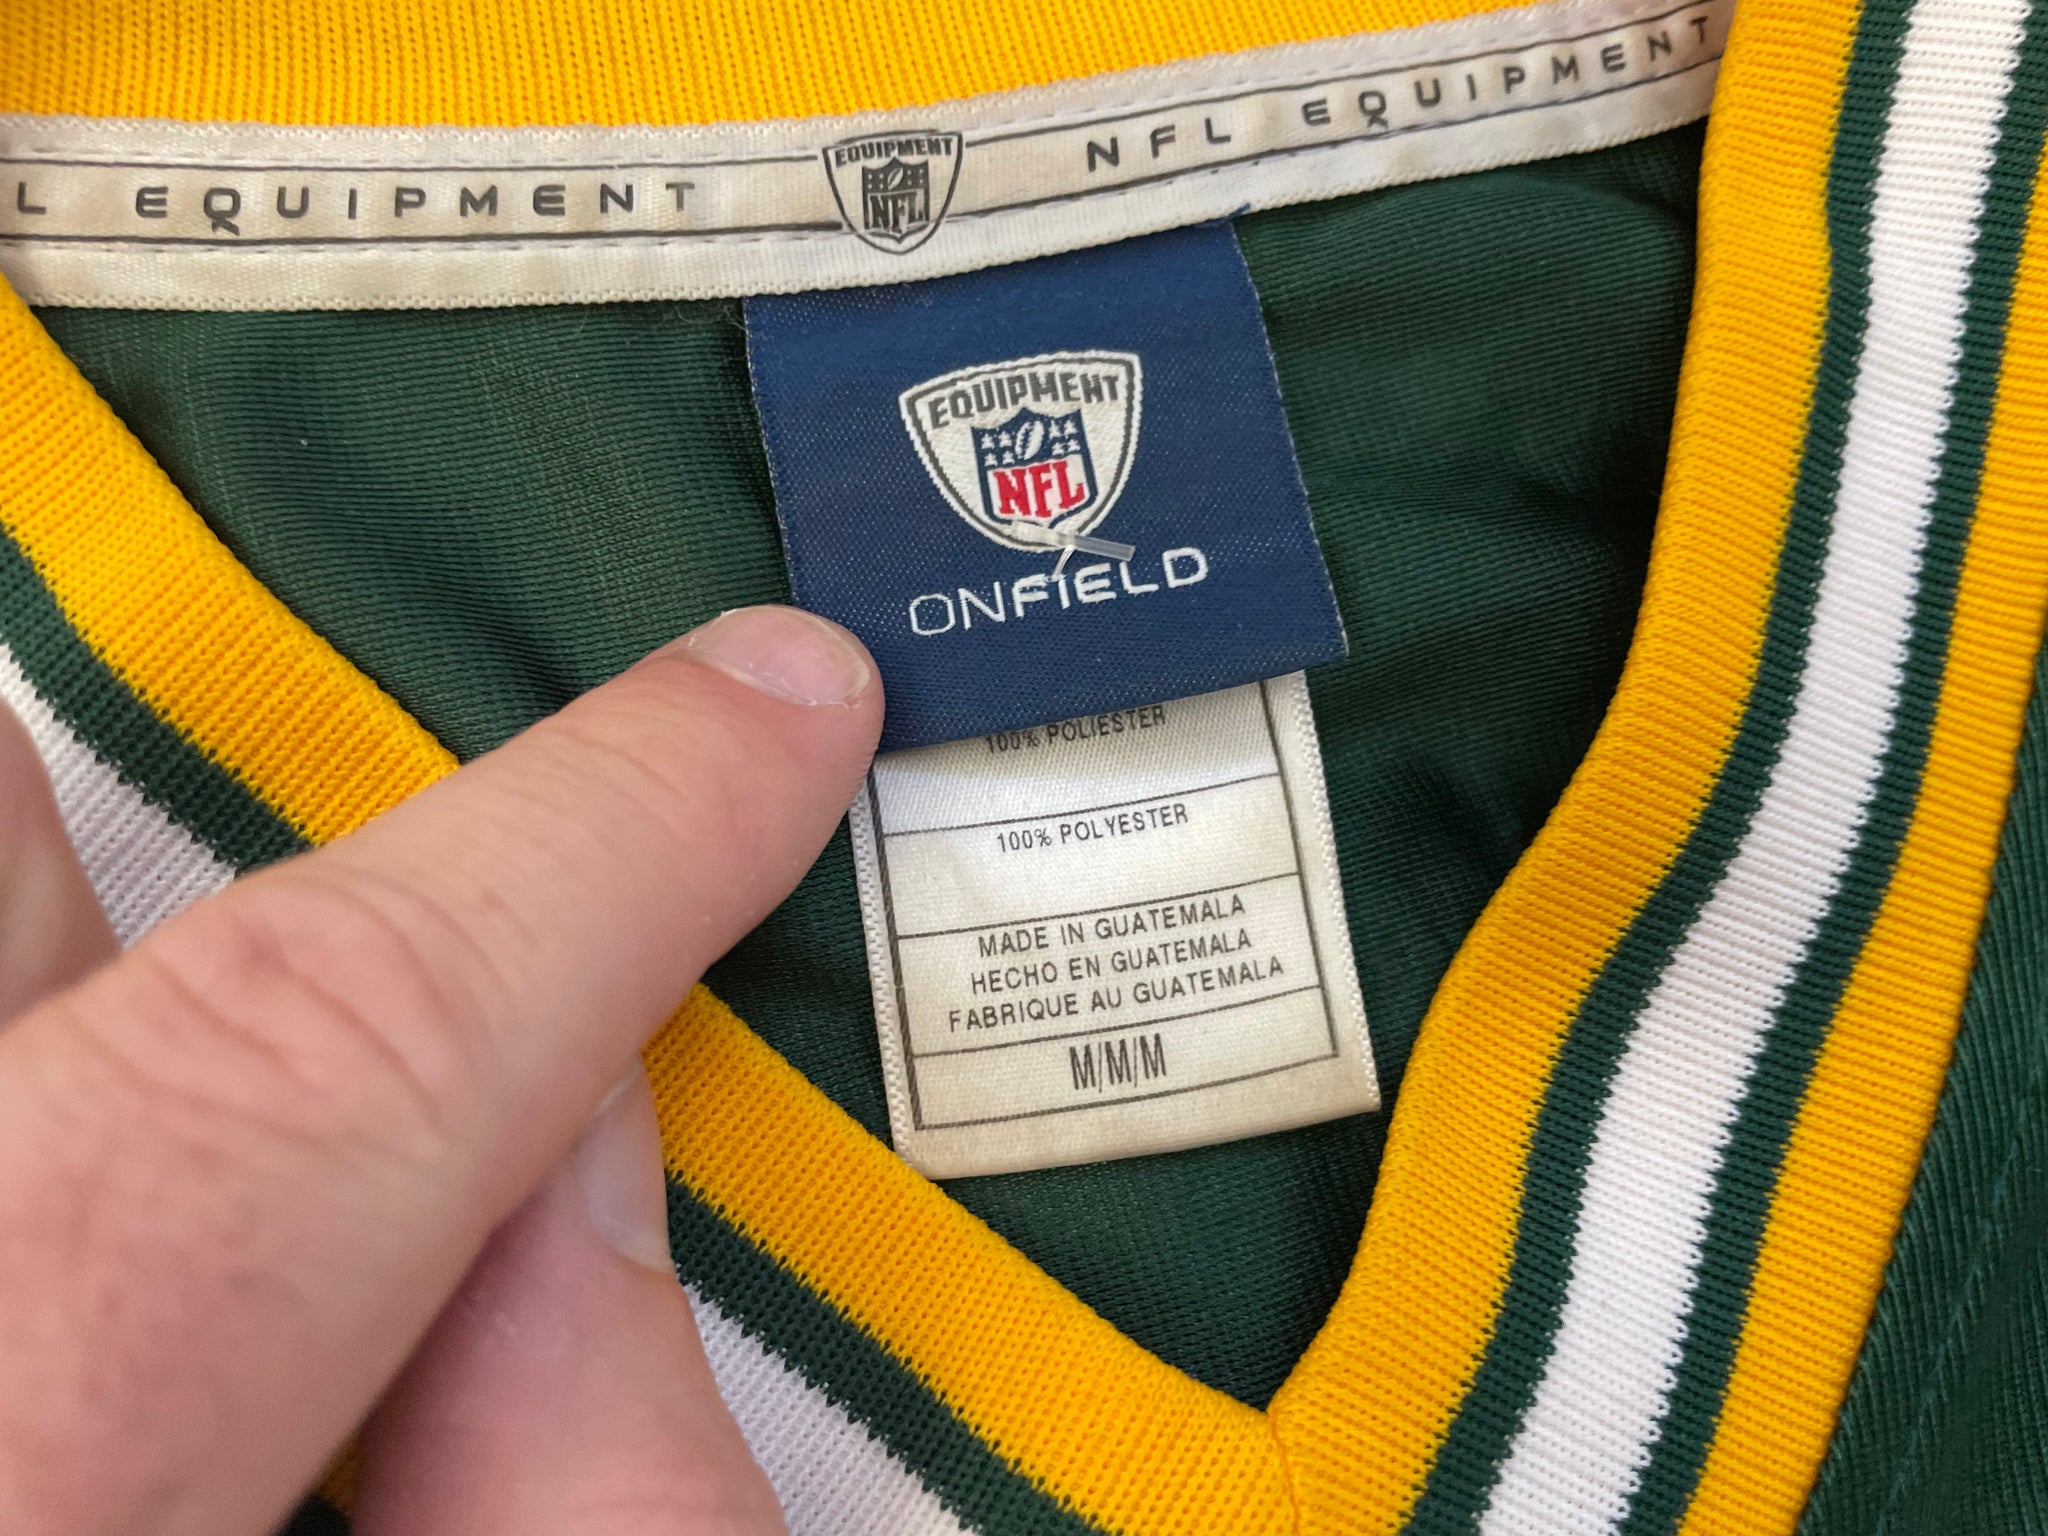 L EQUIPMENT
EQUIPMENT
NFL
NFL EQUIPMENT
EQUIPMENT
NFL
ONFIELD
100% POLIESTER
100% POLYESTER
MADE IN GUATEMALA
HECHO EN GUATEMALA
FABRIQUE AU GUATEMALA
M/M/M